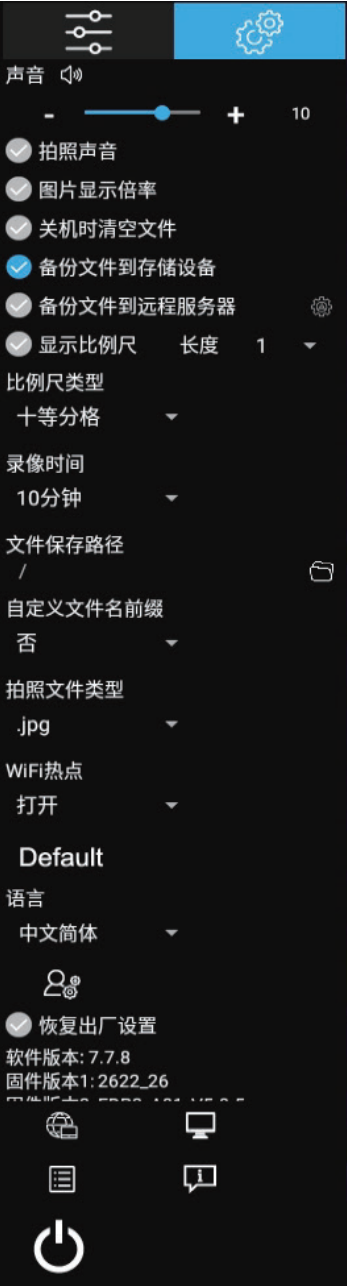 声音
- + 10
拍照声音
图片显示倍率
关机时清空文件
备份文件到存储设备
备份文件到远程服务器
显示比例尺 长度 1
比例尺类型
十等分格
录像时间
10分钟
文件保存路径
/
自定义文件名前缀
否
拍照文件类型
.jpg
WiFi热点
打开
Default
语言
中文简体
恢复出厂设置
软件版本: 7.7.8
固件版本1: 2622_26